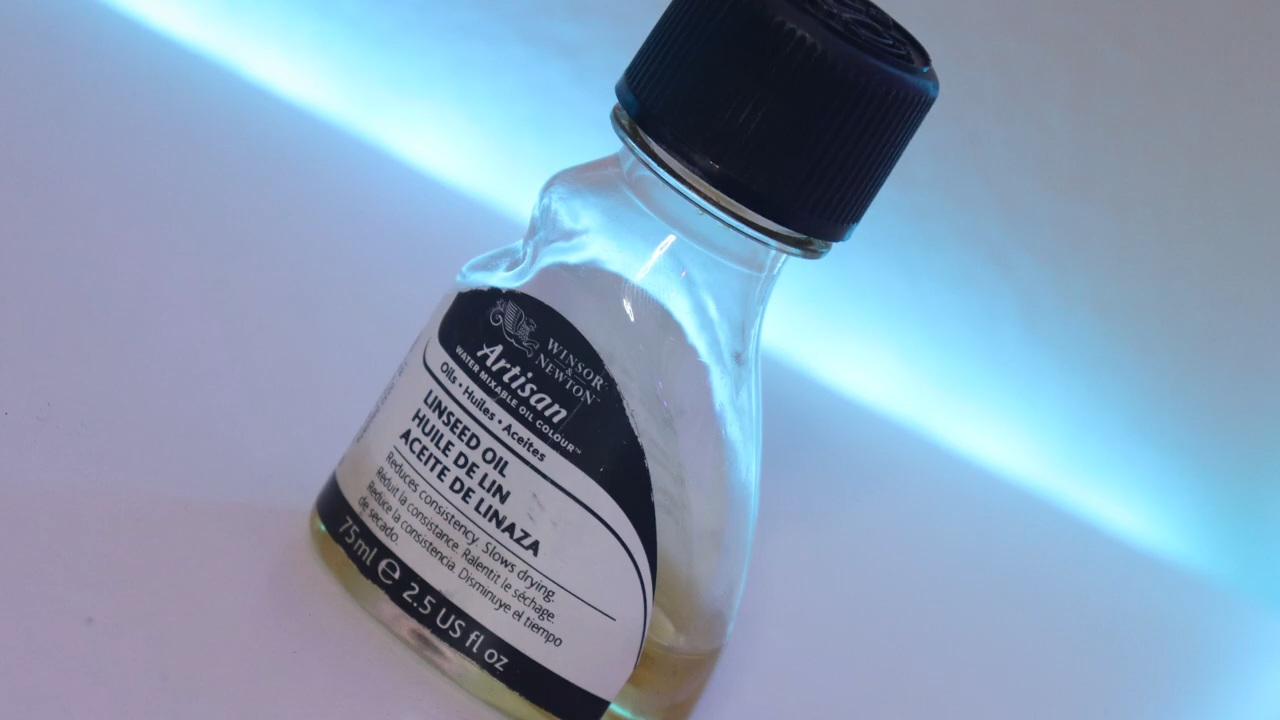 WINSOR
&
NEWTON™
Artisan
WATER MIXABLE OIL COLOUR™
Oils • Huiles • Aceites
LINSEED OIL
HUILE DE LIN
ACEITE DE LINAZA
Reduces consistency. Slows drying.
Réduit la consistance. Ralentit le séchage.
Reduce la consistencia. Disminuye el tiempo
de secado.
75ml e 2.5 US fl oz